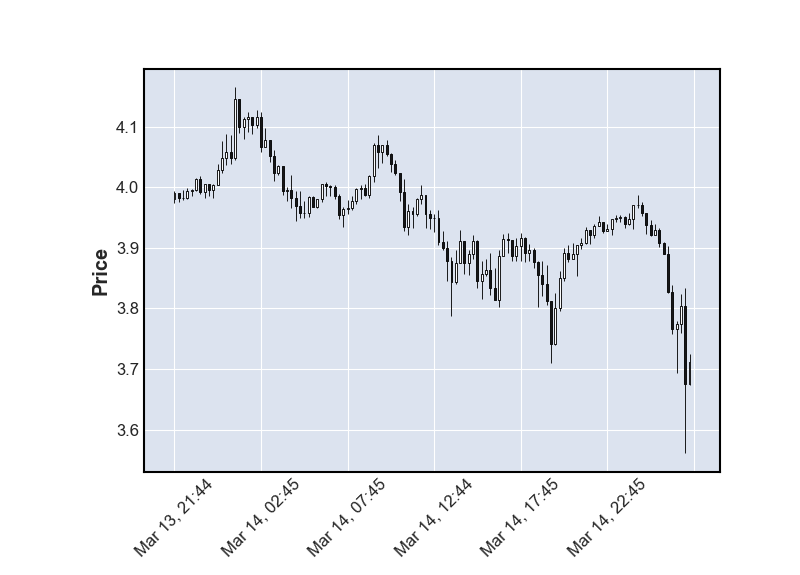 Price
4.1
4.0
3.9
3.8
3.7
3.6
Mar 13, 21:44
Mar 14, 02:45
Mar 14, 07:45
Mar 14, 12:44
Mar 14, 17:45
Mar 14, 22:45